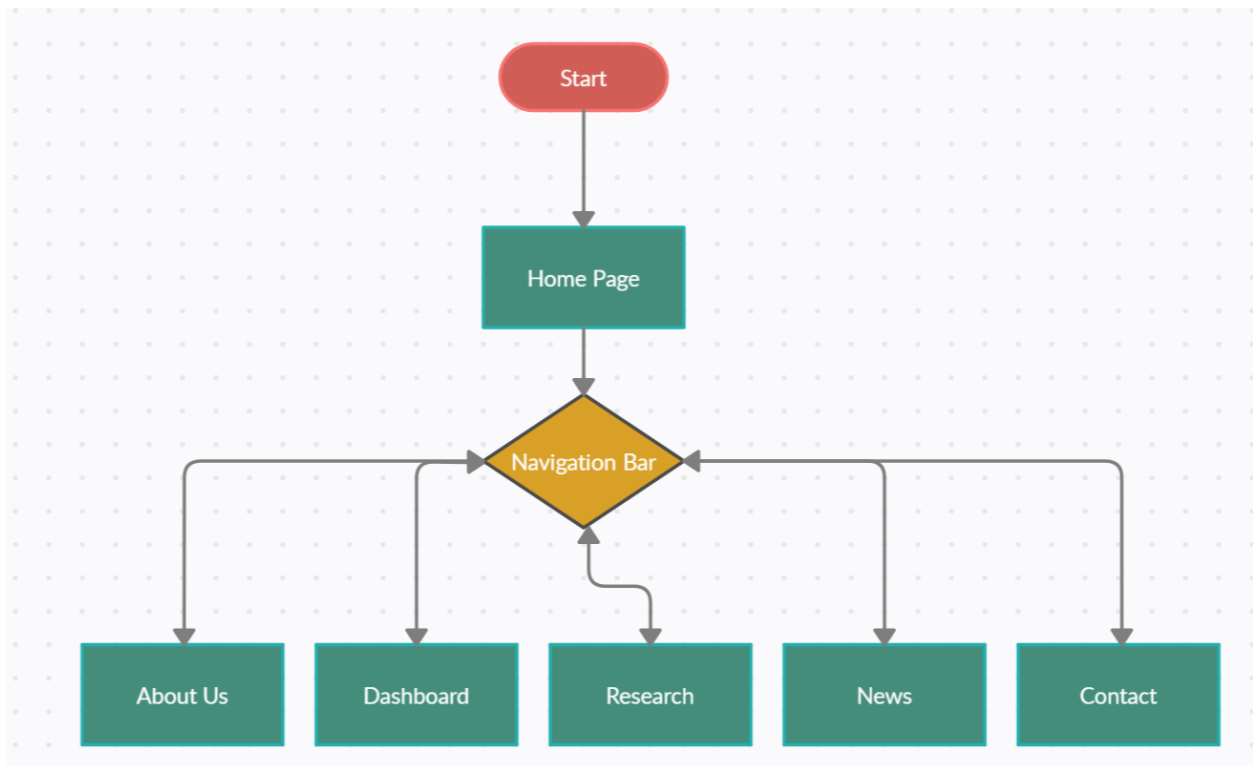 Start
Home Page
Navigation Bar
About Us
Dashboard
Research
News
Contact